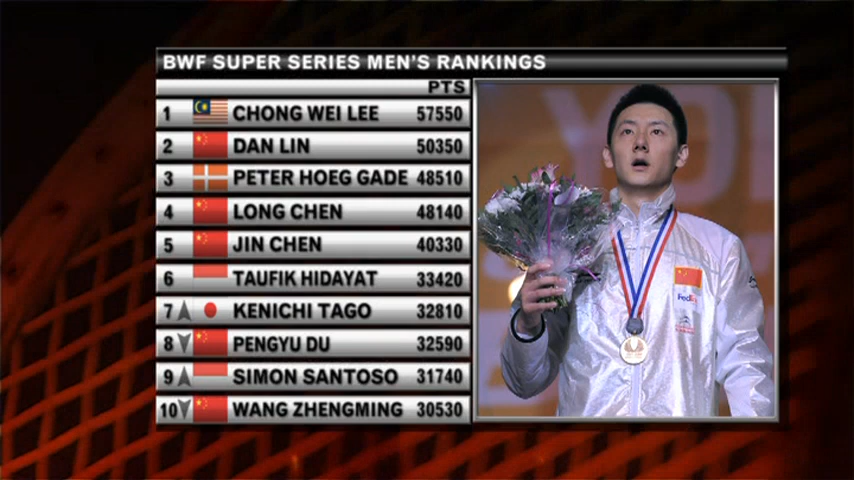 BWF SUPER SERIES MEN'S RANKINGS
PTS
1 CHONG WEI LEE 57550
2 DAN LIN 50350
3 PETER HOEG GADE 48510
4 LONG CHEN 48140
5 JIN CHEN 40330
6 TAUFIK HIDAYAT 33420
7 KENICHI TAGO 32810
8 PENGYU DU 32590
9 SIMON SANTOSO 31740
10 WANG ZHENGMING 30530
FedEx